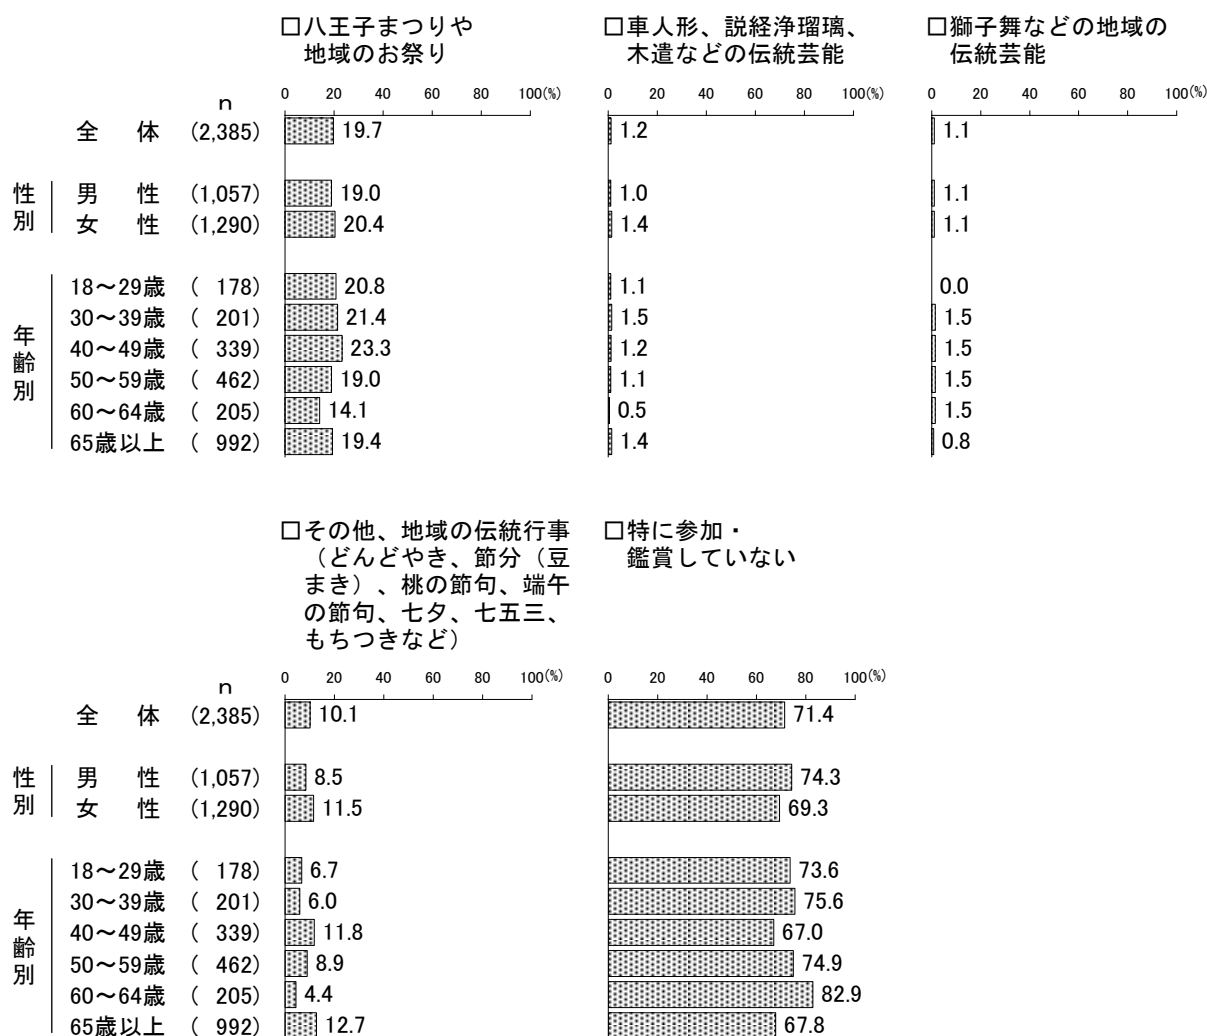 □八王子まつりや
地域のお祭り
□車人形、説経浄瑠璃、
木遣などの伝統芸能
□獅子舞などの地域の
伝統芸能
n 0 20 40 60 80 100(%) 0 20 40 60 80 100(%) 0 20 40 60 80 100(%)
全 体 (2,385) 19.7 1.2 1.1
性別
男 性 (1,057) 19.0 1.0 1.1
女 性 (1,290) 20.4 1.4 1.1
年齢別
18～29歳 ( 178) 20.8 1.1 0.0
30～39歳 ( 201) 21.4 1.5 1.5
40～49歳 ( 339) 23.3 1.2 1.5
50～59歳 ( 462) 19.0 1.1 1.5
60～64歳 ( 205) 14.1 0.5 1.5
65歳以上 ( 992) 19.4 1.4 0.8
□その他、地域の伝統行事
（どんどやき、節分（豆
まき）、桃の節句、端午
の節句、七夕、七五三、
もちつきなど）
□特に参加・
鑑賞していない
n 0 20 40 60 80 100(%) 0 20 40 60 80 100(%)
全 体 (2,385) 10.1 71.4
性別
男 性 (1,057) 8.5 74.3
女 性 (1,290) 11.5 69.3
年齢別
18～29歳 ( 178) 6.7 73.6
30～39歳 ( 201) 6.0 75.6
40～49歳 ( 339) 11.8 67.0
50～59歳 ( 462) 8.9 74.9
60～64歳 ( 205) 4.4 82.9
65歳以上 ( 992) 12.7 67.8